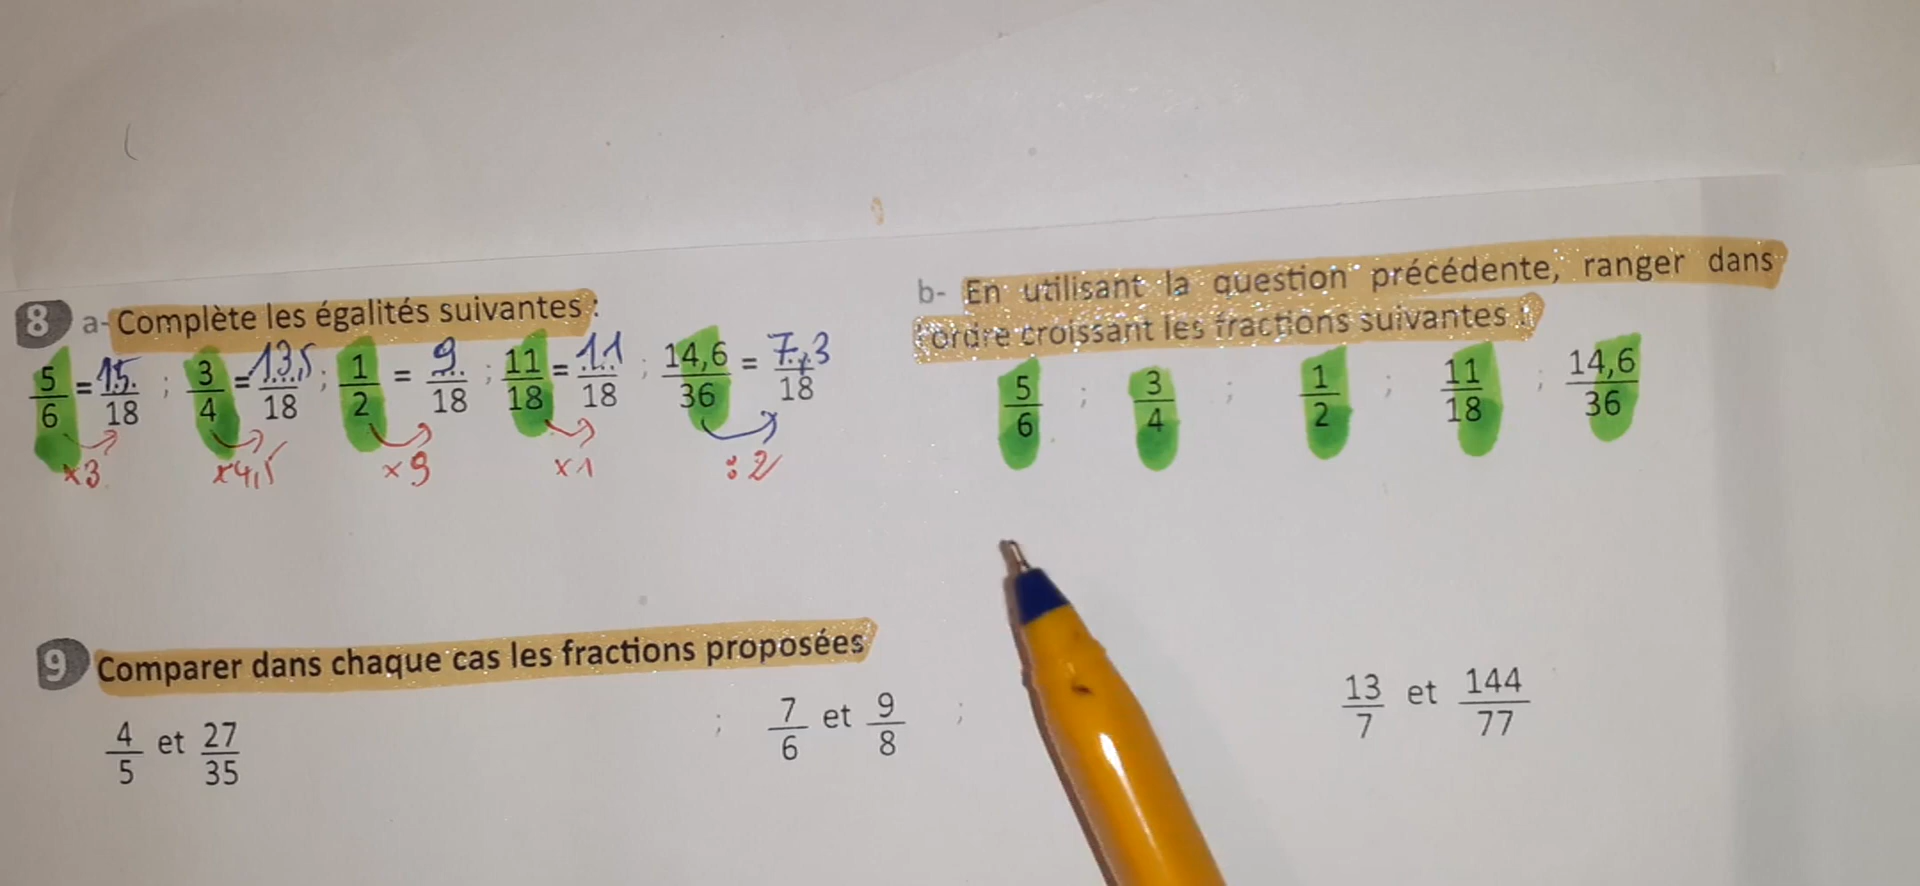 8 a- Complète les égalités suivantes :
5/6 = 15/18 ; 3/4 = 13,5/18 ; 1/2 = 9/18 ; 11/18 = 11/18 ; 14,6/36 = 7,3/18
×3 ×4,5 ×9 ×1 :2
b- En utilisant la question précédente, ranger dans
l'ordre croissant les fractions suivantes :
5/6 ; 3/4 ; 1/2 ; 11/18 ; 14,6/36
9 Comparer dans chaque cas les fractions proposées
4/5 et 27/35 ; 7/6 et 9/8 ; 13/7 et 144/77